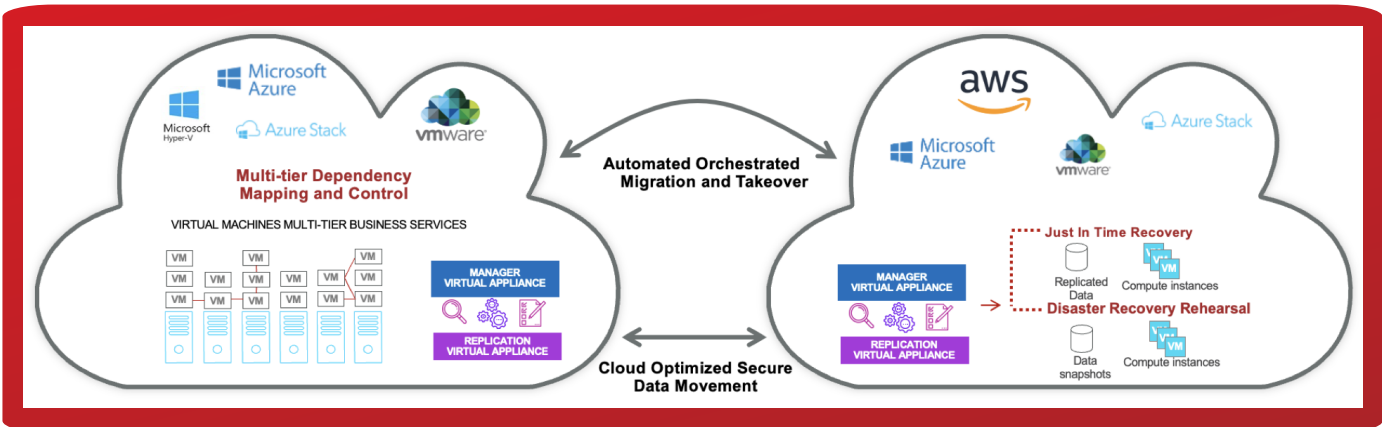 Microsoft
Azure
Microsoft
Hyper-V
Azure Stack
vmware
Multi-tier Dependency
Mapping and Control
VIRTUAL MACHINES MULTI-TIER BUSINESS SERVICES
VM VM VM
VM VM VM VM VM VM
VM VM VM VM VM VM
MANAGER
VIRTUAL APPLIANCE
DDRR
REPLICATION
VIRTUAL APPLIANCE
Automated Orchestrated
Migration and Takeover
Cloud Optimized Secure
Data Movement
aws
Microsoft
Azure
vmware
Azure Stack
MANAGER
VIRTUAL APPLIANCE
DDRR
REPLICATION
VIRTUAL APPLIANCE
Just In Time Recovery
VM
Replicated
Data
Compute instances
Disaster Recovery Rehearsal
VM
Data
snapshots
Compute instances